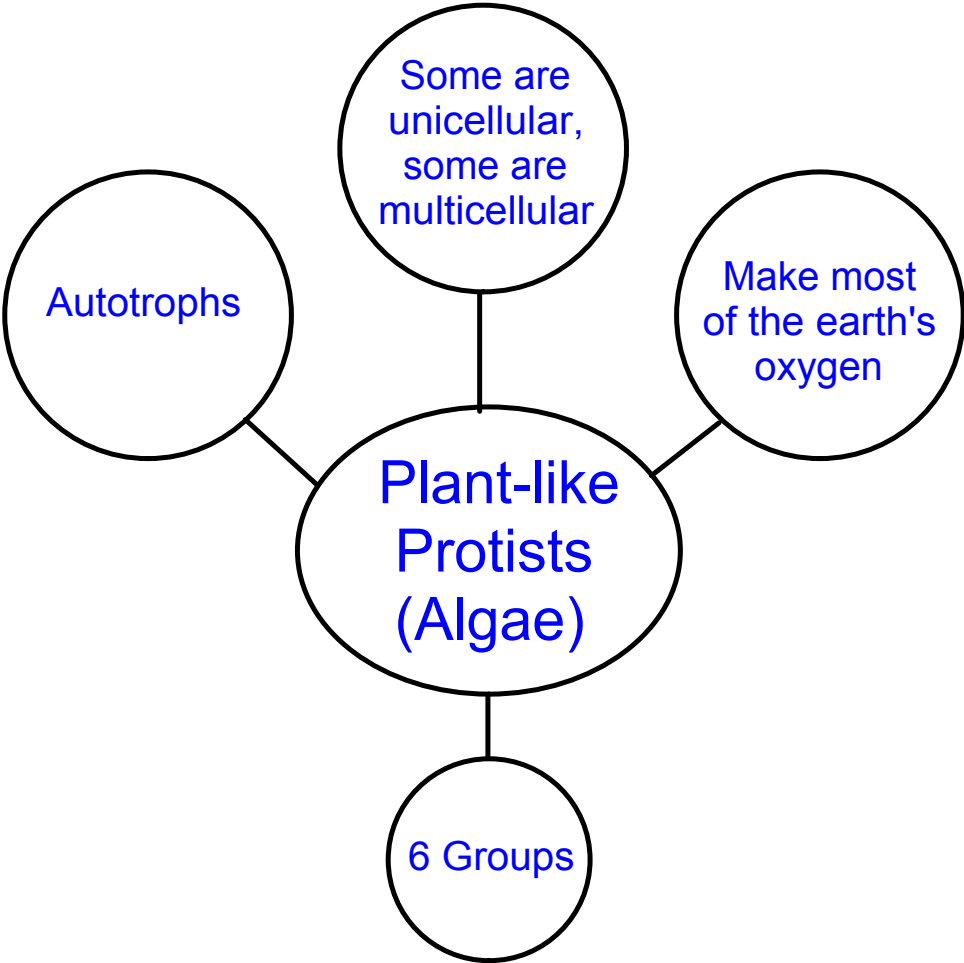 Some are
unicellular,
some are
multicellular
Autotrophs
Make most
of the earth's
oxygen
Plant-like
Protists
(Algae)
6 Groups